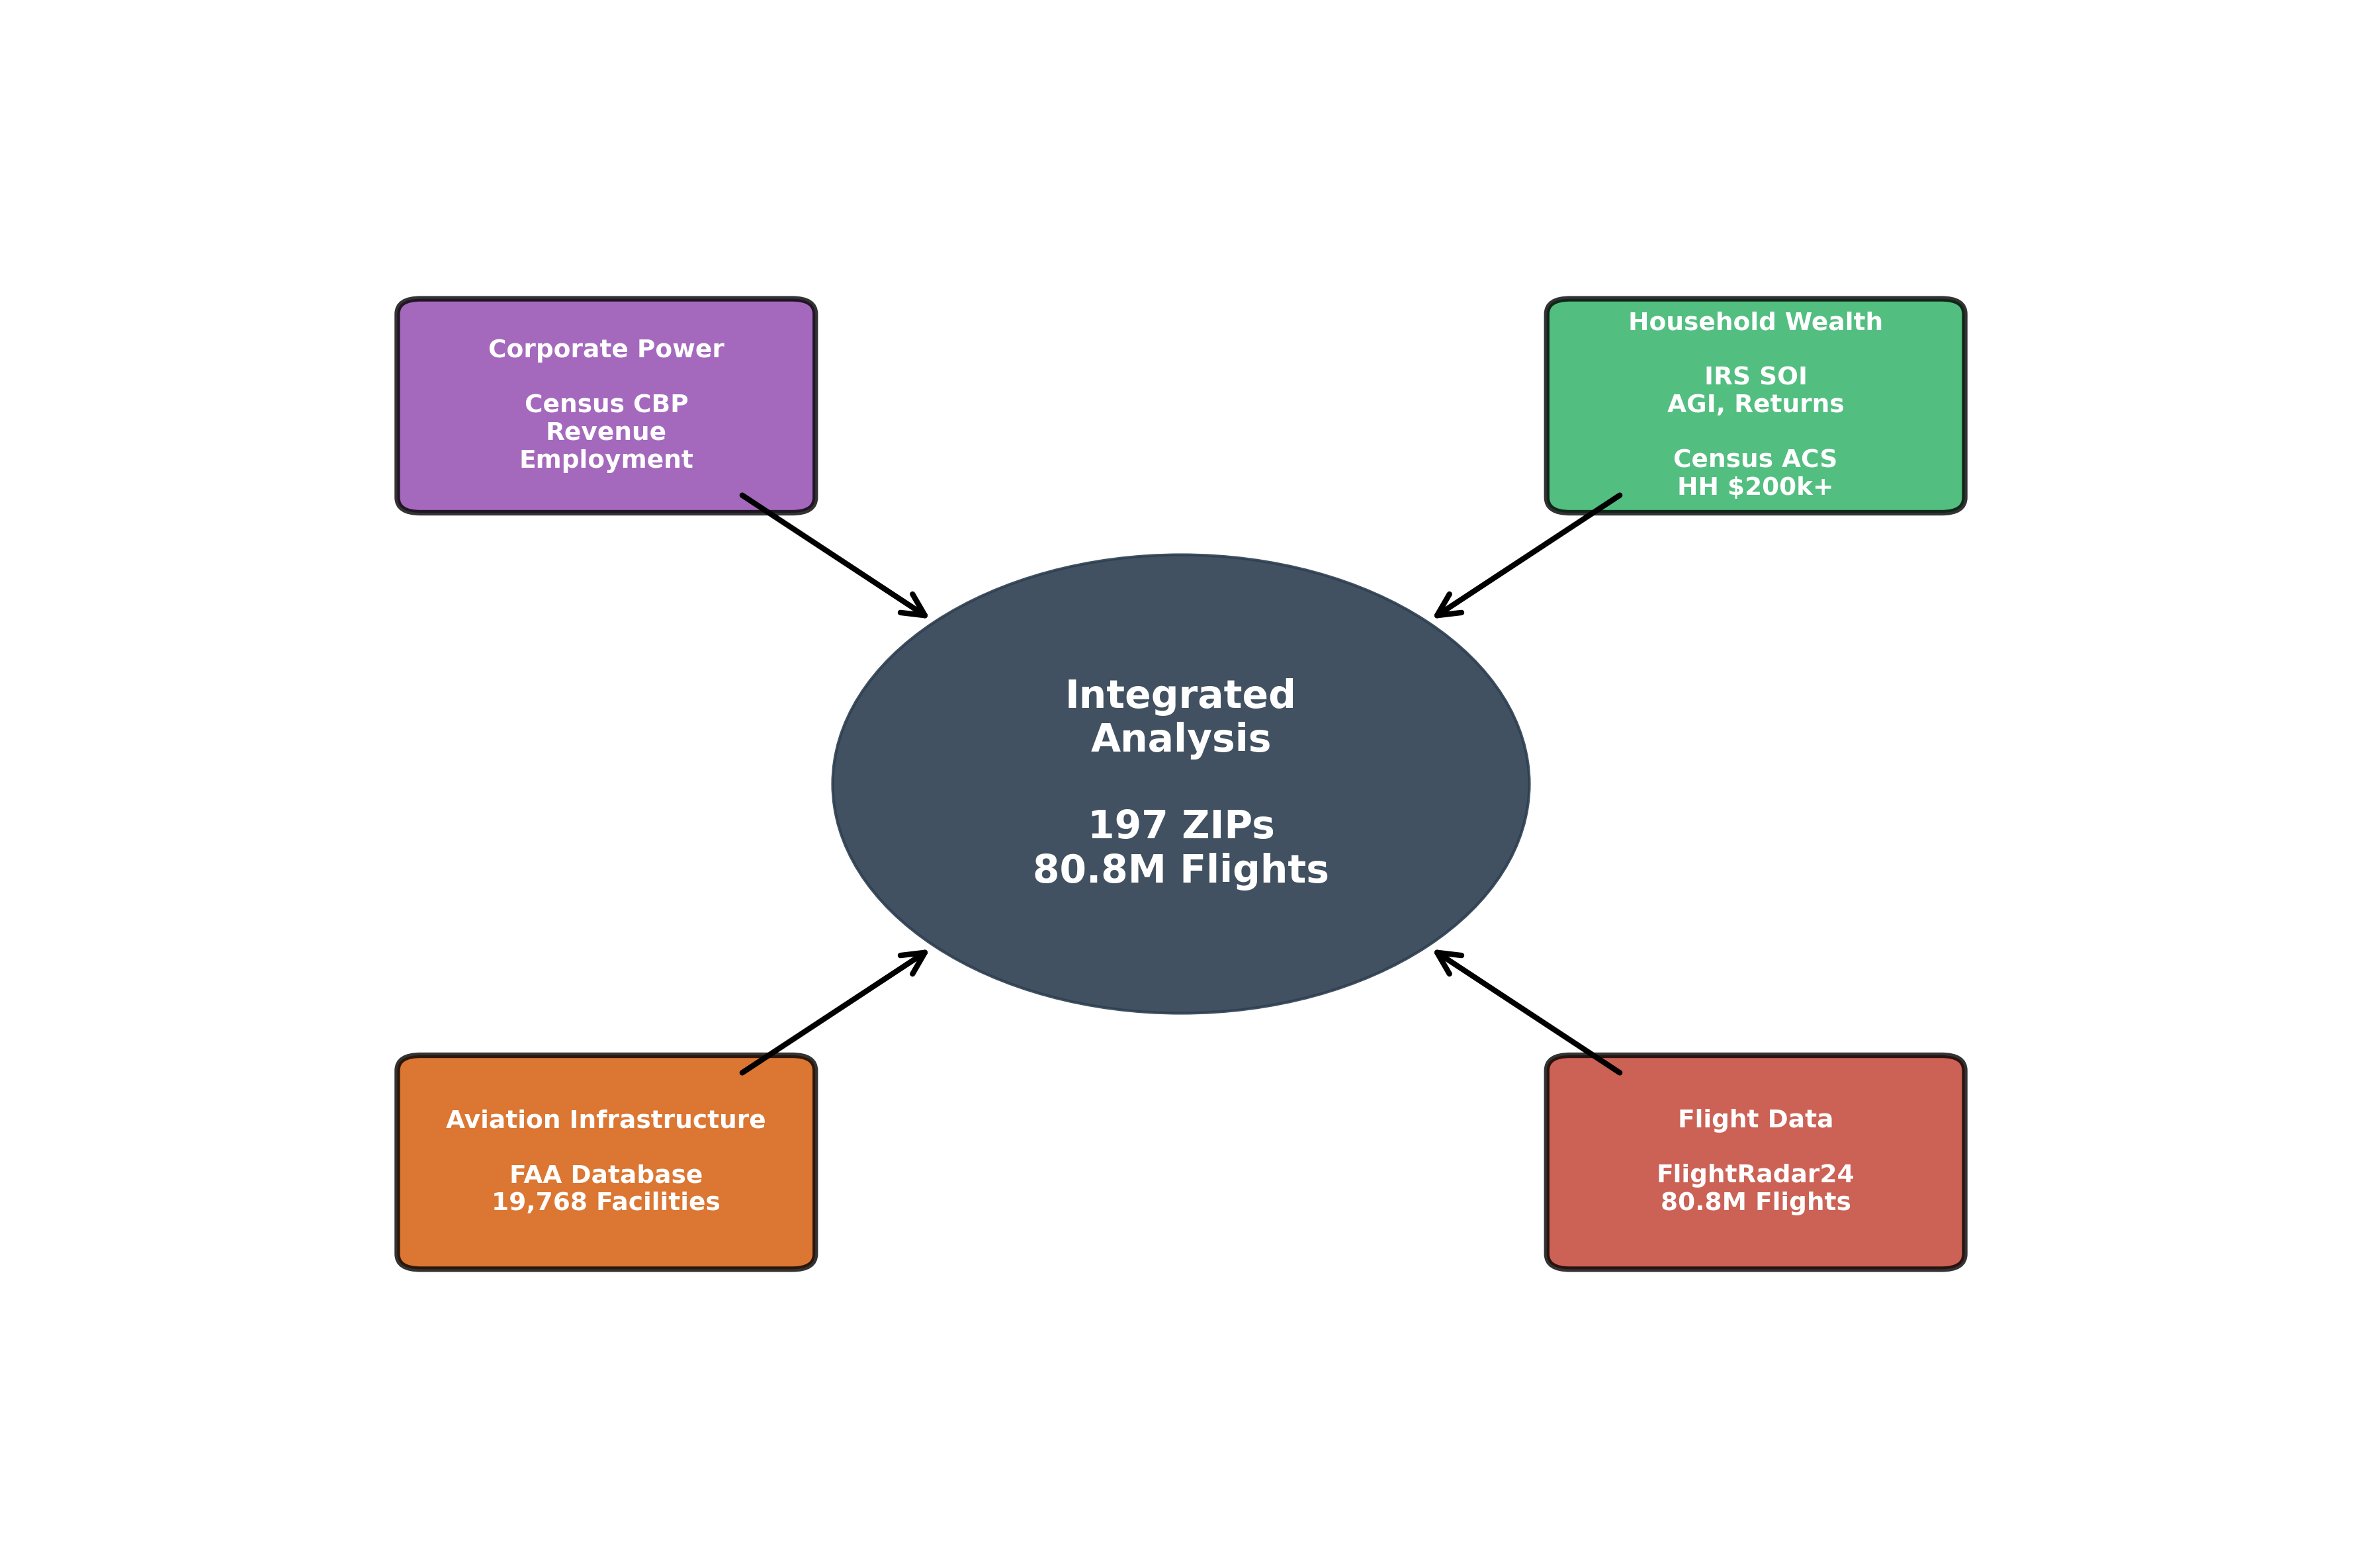 Corporate Power
Census CBP
Revenue
Employment
Household Wealth
IRS SOI
AGI, Returns
Census ACS
HH $200k+
Integrated
Analysis
197 ZIPs
80.8M Flights
Aviation Infrastructure
FAA Database
19,768 Facilities
Flight Data
FlightRadar24
80.8M Flights